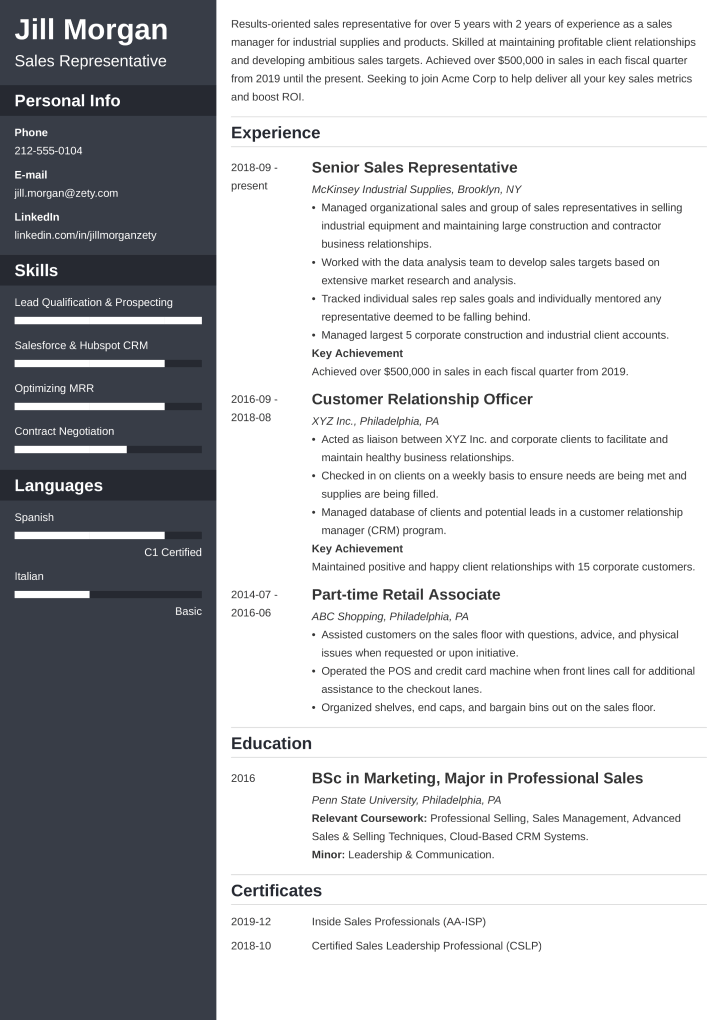 Jill Morgan
Sales Representative
Personal Info
Phone
212-555-0104
E-mail
jill.morgan@zety.com
LinkedIn
linkedin.com/in/jillmorganzety
Skills
Lead Qualification & Prospecting
Salesforce & Hubspot CRM
Optimizing MRR
Contract Negotiation
Languages
Spanish
C1 Certified
Italian
Basic
Results-oriented sales representative for over 5 years with 2 years of experience as a sales
manager for industrial supplies and products. Skilled at maintaining profitable client relationships
and developing ambitious sales targets. Achieved over $500,000 in sales in each fiscal quarter
from 2019 until the present. Seeking to join Acme Corp to help deliver all your key sales metrics
and boost ROI.
Experience
2018-09 -
present
Senior Sales Representative
McKinsey Industrial Supplies, Brooklyn, NY
• Managed organizational sales and group of sales representatives in selling
industrial equipment and maintaining large construction and contractor
business relationships.
• Worked with the data analysis team to develop sales targets based on
extensive market research and analysis.
• Tracked individual sales rep sales goals and individually mentored any
representative deemed to be falling behind.
• Managed largest 5 corporate construction and industrial client accounts.
Key Achievement
Achieved over $500,000 in sales in each fiscal quarter from 2019.
2016-09 -
2018-08
Customer Relationship Officer
XYZ Inc., Philadelphia, PA
• Acted as liaison between XYZ Inc. and corporate clients to facilitate and
maintain healthy business relationships.
• Checked in on clients on a weekly basis to ensure needs are being met and
supplies are being filled.
• Managed database of clients and potential leads in a customer relationship
manager (CRM) program.
Key Achievement
Maintained positive and happy client relationships with 15 corporate customers.
2014-07 -
2016-06
Part-time Retail Associate
ABC Shopping, Philadelphia, PA
• Assisted customers on the sales floor with questions, advice, and physical
issues when requested or upon initiative.
• Operated the POS and credit card machine when front lines call for additional
assistance to the checkout lanes.
• Organized shelves, end caps, and bargain bins out on the sales floor.
Education
2016
BSc in Marketing, Major in Professional Sales
Penn State University, Philadelphia, PA
Relevant Coursework: Professional Selling, Sales Management, Advanced
Sales & Selling Techniques, Cloud-Based CRM Systems.
Minor: Leadership & Communication.
Certificates
2019-12 Inside Sales Professionals (AA-ISP)
2018-10 Certified Sales Leadership Professional (CSLP)